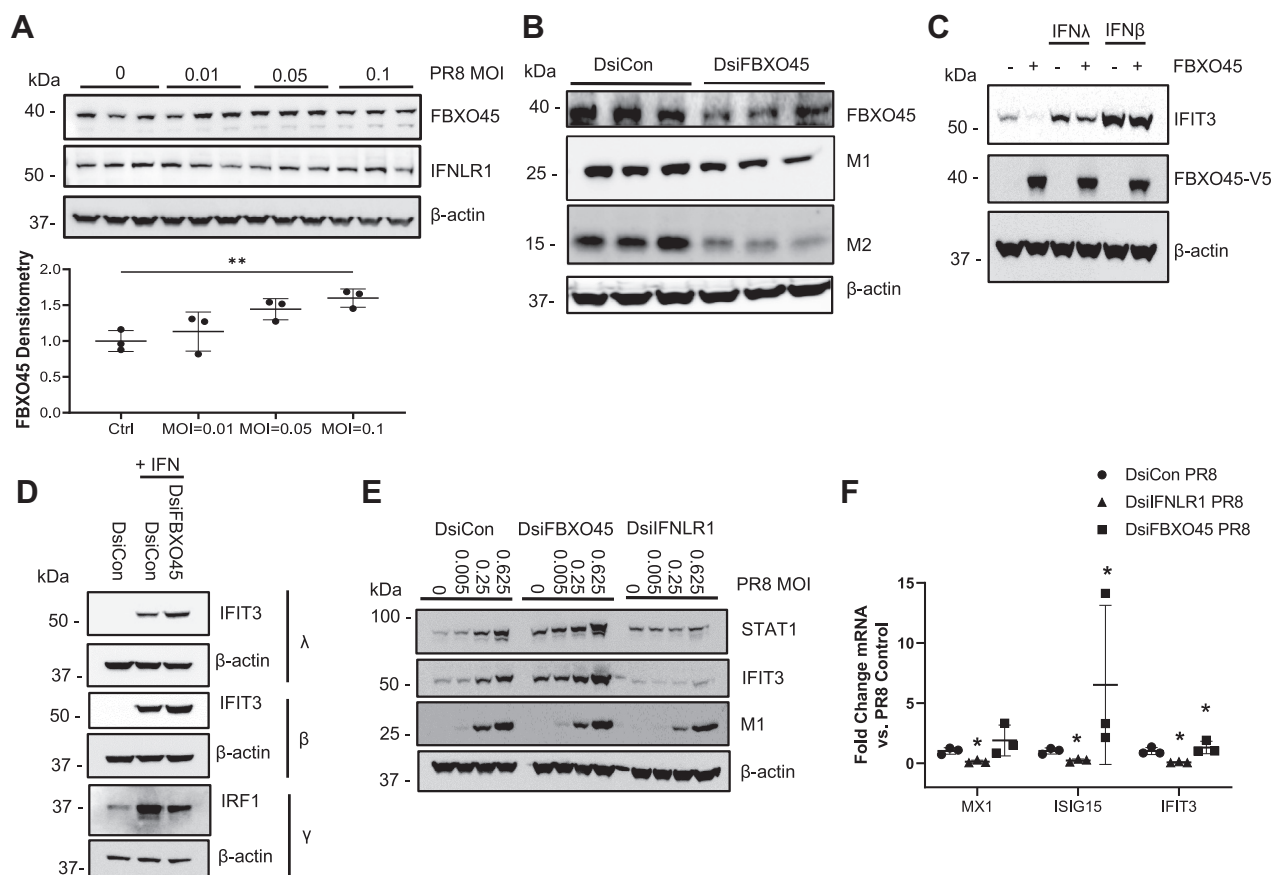 A
kDa
0 0.01 0.05 0.1 PR8 MOI
40 - FBXO45
50 - IFNLR1
37- β-actin
FBXO45 Densitometry
2.0
1.5
1.0
0.5
0.0
**
Ctrl MOI=0.01 MOI=0.05 MOI=0.1
B
DsiCon DsiFBXO45
kDa
40 - FBXO45
25 - M1
15 - M2
37- β-actin
C
IFNλ IFNβ
- + - + - + FBXO45
kDa
50 - IFIT3
40 - FBXO45-V5
37 - β-actin
D
+ IFN
DsiCon DsiCon DsiFBXO45
kDa
50 - IFIT3
37 - β-actin
λ
50 - IFIT3
37 - β-actin
β
37 - IRF1
37- β-actin
γ
E
DsiCon DsiFBXO45 DsiIFNLR1
0 0.005 0.25 0.625 0 0.005 0.25 0.625 0 0.005 0.25 0.625 PR8 MOI
kDa
100 - STAT1
50 - IFIT3
25 - M1
37 - β-actin
F
DsiCon PR8
DsiIFNLR1 PR8
DsiFBXO45 PR8
Fold Change mRNA
vs. PR8 Control
15
10
5
0
* * * * *
MX1 ISIG15 IFIT3